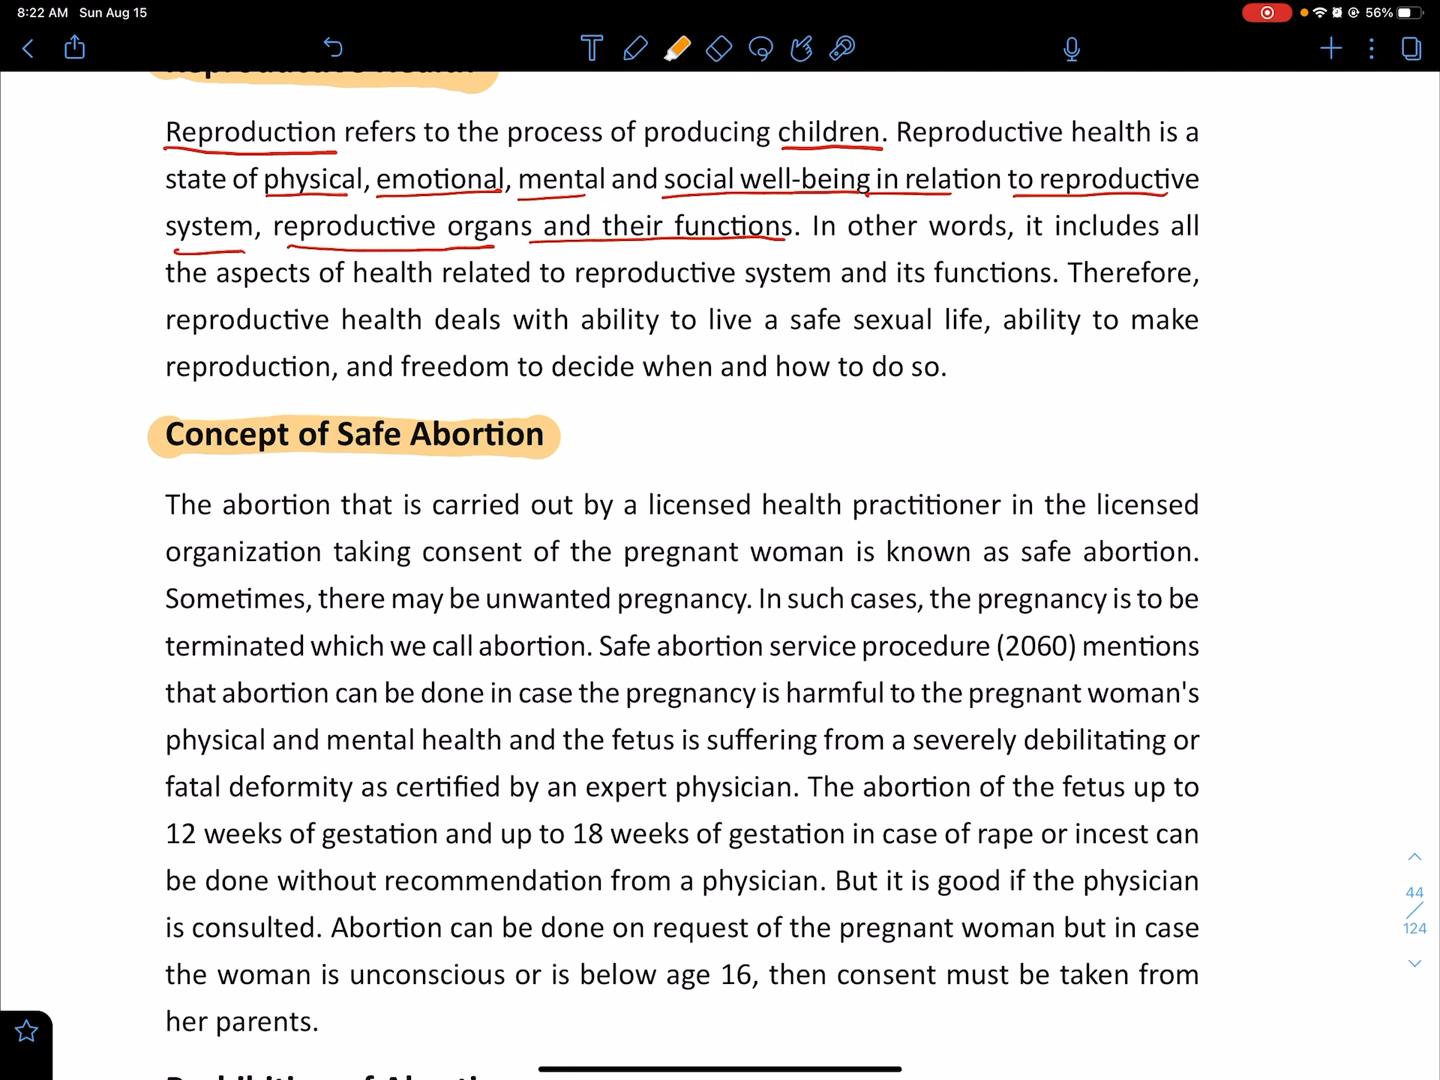 8:22 AM Sun Aug 15
56%
T
Reproductive Health
Reproduction refers to the process of producing children. Reproductive health is a
state of physical, emotional, mental and social well-being in relation to reproductive
system, reproductive organs and their functions. In other words, it includes all
the aspects of health related to reproductive system and its functions. Therefore,
reproductive health deals with ability to live a safe sexual life, ability to make
reproduction, and freedom to decide when and how to do so.
Concept of Safe Abortion
The abortion that is carried out by a licensed health practitioner in the licensed
organization taking consent of the pregnant woman is known as safe abortion.
Sometimes, there may be unwanted pregnancy. In such cases, the pregnancy is to be
terminated which we call abortion. Safe abortion service procedure (2060) mentions
that abortion can be done in case the pregnancy is harmful to the pregnant woman's
physical and mental health and the fetus is suffering from a severely debilitating or
fatal deformity as certified by an expert physician. The abortion of the fetus up to
12 weeks of gestation and up to 18 weeks of gestation in case of rape or incest can
be done without recommendation from a physician. But it is good if the physician
is consulted. Abortion can be done on request of the pregnant woman but in case
the woman is unconscious or is below age 16, then consent must be taken from
her parents.
44
124